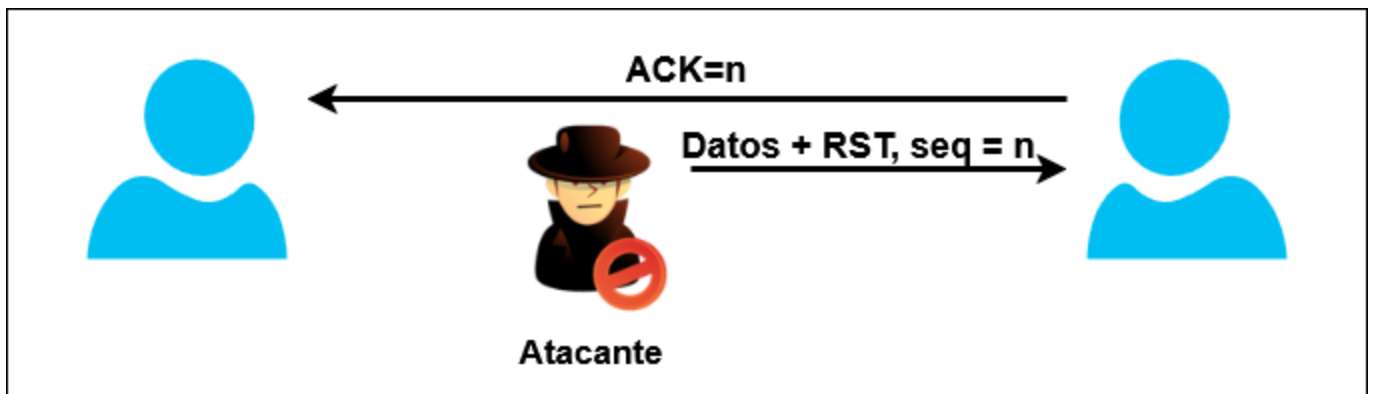 ACK=n
Datos + RST, seq = n
Atacante